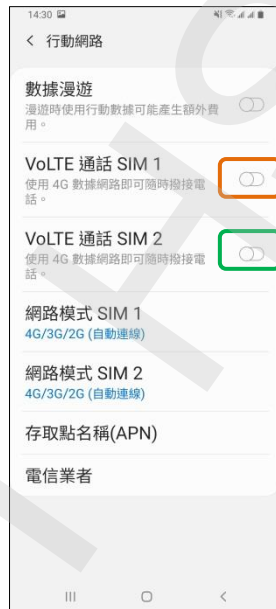 14:30
行動網路
數據漫遊
漫遊時使用行動數據可能產生額外費
用。
VoLTE 通話 SIM 1
使用 4G 數據網路即可隨時撥接電
話。
VoLTE 通話 SIM 2
使用 4G 數據網路即可隨時撥接電
話。
網路模式 SIM 1
4G/3G/2G (自動連線)
網路模式 SIM 2
4G/3G/2G (自動連線)
存取點名稱(APN)
電信業者